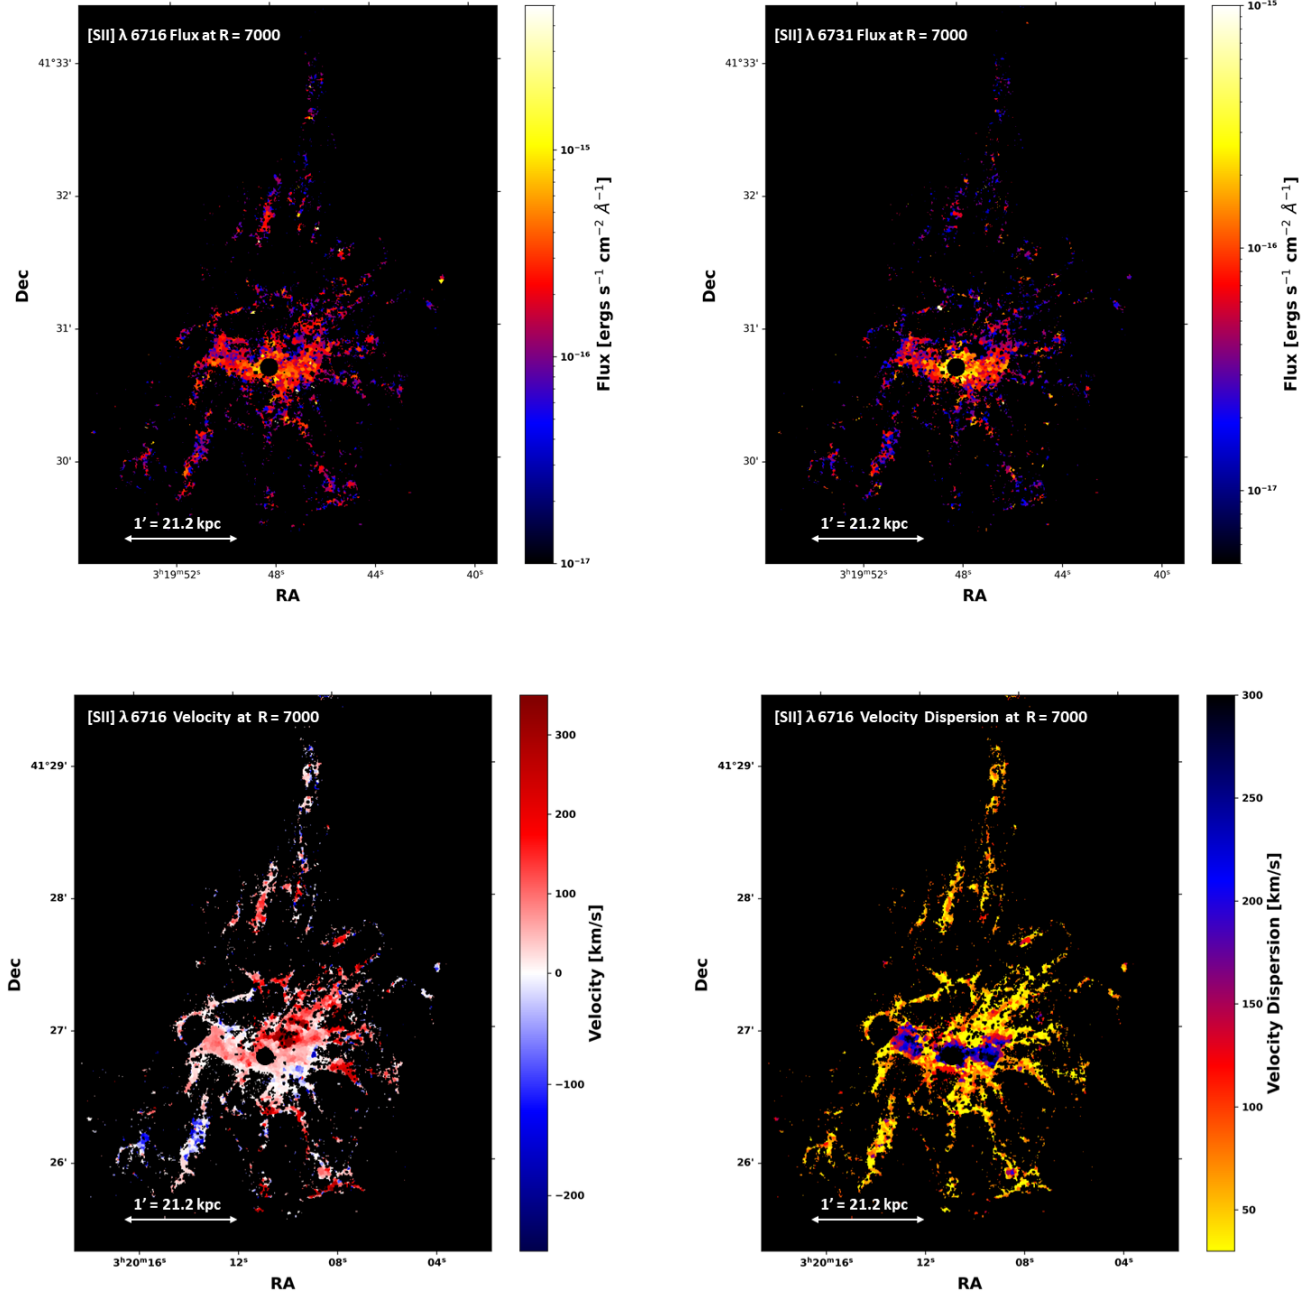 [SII] λ 6716 Flux at R = 7000
41°33'
32'
31'
30'
Dec
1′ = 21.2 kpc
3ʰ19ᵐ52ˢ
48ˢ
44ˢ
40ˢ
RA
10⁻¹⁵
10⁻¹⁶
10⁻¹⁷
Flux [ergs s⁻¹ cm⁻² Å⁻¹]
[SII] λ 6731 Flux at R = 7000
41°33'
32'
31'
30'
Dec
1′ = 21.2 kpc
3ʰ19ᵐ52ˢ
48ˢ
44ˢ
40ˢ
RA
10⁻¹⁵
10⁻¹⁶
10⁻¹⁷
Flux [ergs s⁻¹ cm⁻² Å⁻¹]
[SII] λ 6716 Velocity at R = 7000
41°29'
28'
27'
26'
Dec
1′ = 21.2 kpc
3ʰ20ᵐ16ˢ
12ˢ
08ˢ
04ˢ
RA
300
200
100
0
−100
−200
Velocity [km/s]
[SII] λ 6716 Velocity Dispersion at R = 7000
41°29'
28'
27'
26'
Dec
1′ = 21.2 kpc
3ʰ20ᵐ16ˢ
12ˢ
08ˢ
04ˢ
RA
300
250
200
150
100
50
Velocity Dispersion [km/s]